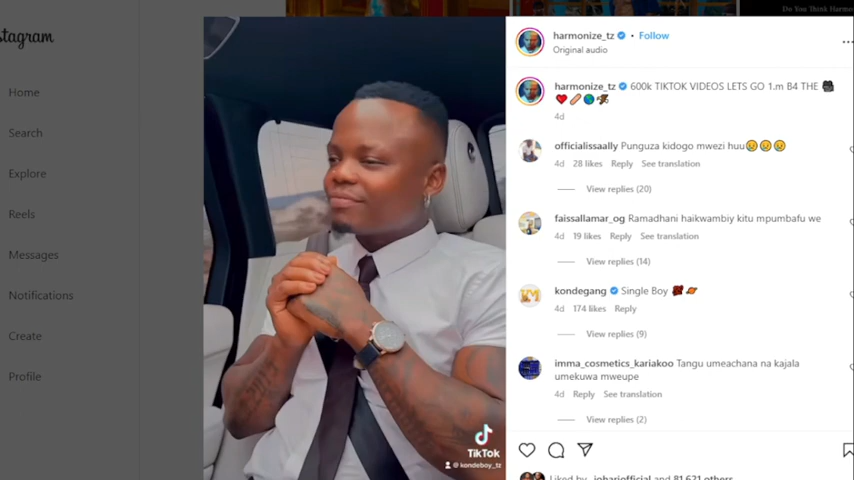 Do You Think Harmo
stagram
Home
Search
Explore
Reels
Messages
Notifications
Create
Profile
TikTok
@kondeboy_tz
harmonize_tz • Follow
Original audio
harmonize_tz 600k TIKTOK VIDEOS LETS GO 1.m B4 THE
4d
officialissaally Punguza kidogo mwezi huu
4d 28 likes Reply See translation
View replies (20)
faissallamar_og Ramadhani haikwambiy kitu mpumbafu we
4d 19 likes Reply See translation
View replies (14)
kondegang Single Boy
4d 174 likes Reply
View replies (9)
imma_cosmetics_kariakoo Tangu umeachana na kajala
umekuwa mweupe
4d Reply See translation
View replies (2)
Liked by johariofficial and 81,621 others